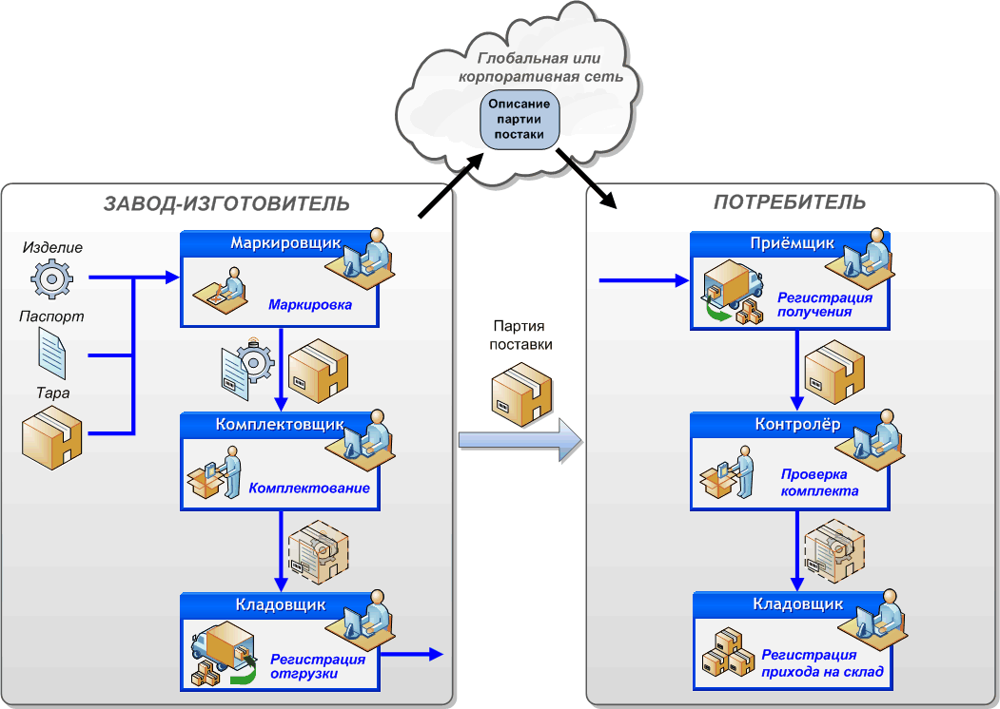 Глобальная или
корпоративная сеть
Описание
партии
постаки
ЗАВОД-ИЗГОТОВИТЕЛЬ
Изделие
Паспорт
Тара
Маркировщик
Маркировка
Комплектовщик
Комплектование
Кладовщик
Регистрация
отгрузки
Партия
поставки
ПОТРЕБИТЕЛЬ
Приёмщик
Регистрация
получения
Контролёр
Проверка
комплекта
Кладовщик
Регистрация
прихода на склад